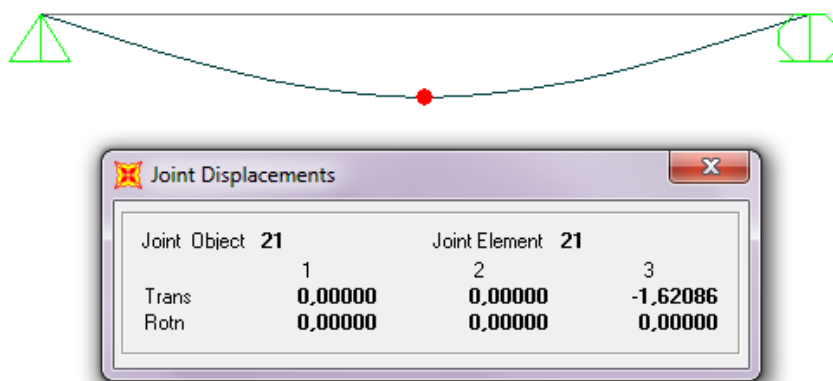 Joint Displacements
X
Joint Object 21 Joint Element 21
1 2 3
Trans 0,00000 0,00000 -1,62086
Rotn 0,00000 0,00000 0,00000